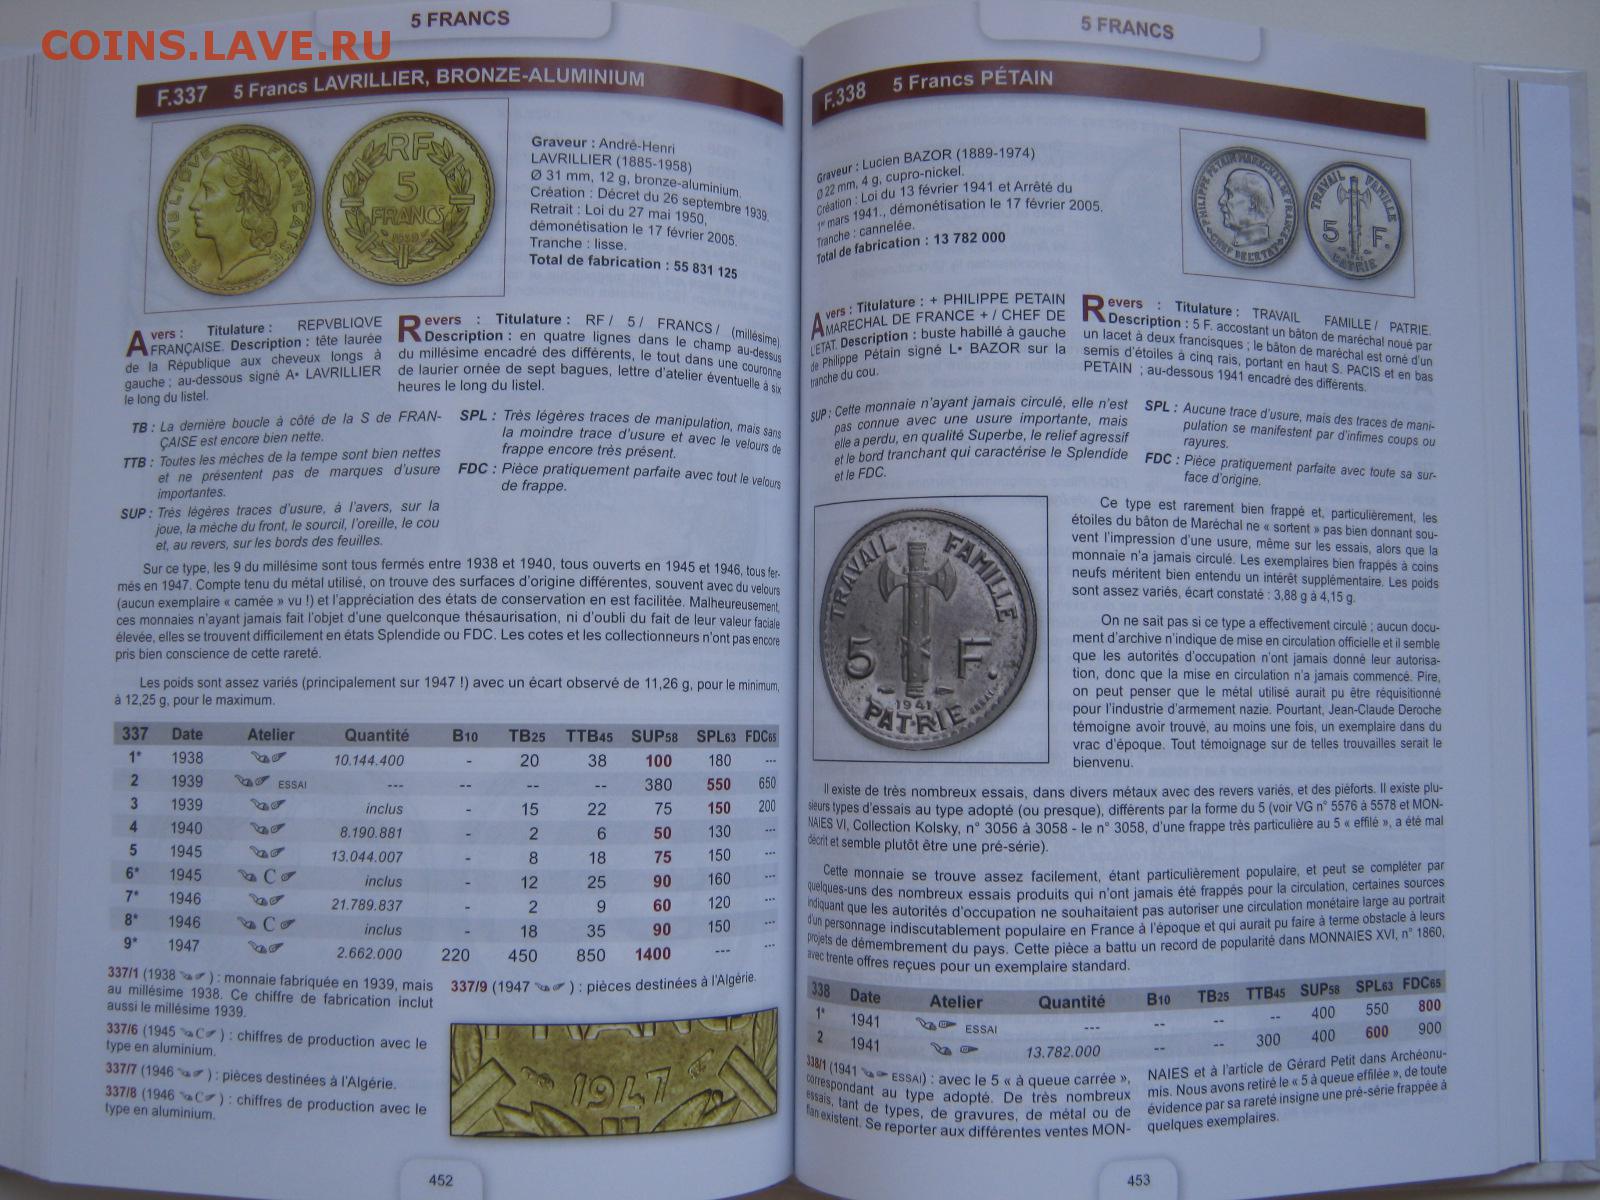 COINS.LAVE.RU
5 FRANCS
F.337 5 Francs LAVRILLIER, BRONZE-ALUMINIUM
REPVBLIQVE FRANÇAISE
RF
5
FRANCS
1939
Graveur : André-Henri
LAVRILLIER (1885-1958)
Ø 31 mm, 12 g, bronze-aluminium.
Création : Décret du 26 septembre 1939.
Retrait : Loi du 27 mai 1950,
démonétisation le 17 février 2005.
Tranche : lisse.
Total de fabrication : 55 831 125
Avers : Titulature : REPVBLIQVE
FRANÇAISE. Description : tête laurée
de la République aux cheveux longs à
gauche ; au-dessous signé A• LAVRILLIER
le long du listel.
Revers : Titulature : RF / 5 / FRANCS / (millésime).
Description : en quatre lignes dans le champ au-dessus
du millésime encadré des différents, le tout dans une couronne
de laurier ornée de sept bagues, lettre d'atelier éventuelle à six
heures le long du listel.
TB : La dernière boucle à côté de la S de FRAN-
ÇAISE est encore bien nette.
TTB : Toutes les mèches de la tempe sont bien nettes
et ne présentent pas de marques d'usure
importantes.
SUP : Très légères traces d'usure, à l'avers, sur la
joue, la mèche du front, le sourcil, l'oreille, le cou
et, au revers, sur les bords des feuilles.
SPL : Très légères traces de manipulation, mais sans
la moindre trace d'usure et avec le velours de
frappe encore très présent.
FDC : Pièce pratiquement parfaite avec tout le velours
de frappe.
Sur ce type, les 9 du millésime sont tous fermés entre 1938 et 1940, tous ouverts en 1945 et 1946, tous fer-
més en 1947. Compte tenu du métal utilisé, on trouve des surfaces d'origine différentes, souvent avec du velours
(aucun exemplaire « camée » vu !) et l'appréciation des états de conservation en est facilitée. Malheureusement,
ces monnaies n'ayant jamais fait l'objet d'une quelconque thésaurisation, ni d'oubli du fait de leur valeur faciale
élevée, elles se trouvent difficilement en états Splendide ou FDC. Les cotes et les collectionneurs n'ont pas encore
pris bien conscience de cette rareté.
Les poids sont assez variés (principalement sur 1947 !) avec un écart observé de 11,26 g, pour le minimum,
à 12,25 g, pour le maximum.
337 Date Atelier Quantité B10 TB25 TTB45 SUP58 SPL63 FDC65
1* 1938 10.144.400 - 20 38 100 180 ---
2 1939 ESSAI --- -- -- -- 380 550 650
3 1939 inclus - 15 22 75 150 200
4 1940 8.190.881 - 2 6 50 130 ---
5 1945 13.044.007 - 8 18 75 150 ---
6* 1945 C inclus - 12 25 90 160 ---
7* 1946 21.789.837 - 2 9 60 120 ---
8* 1946 C inclus - 18 35 90 150 ---
9* 1947 2.662.000 220 450 850 1400 --- ---
337/1 (1938 ) : monnaie fabriquée en 1939, mais
au millésime 1938. Ce chiffre de fabrication inclut
aussi le millésime 1939.
337/6 (1945 C ) : chiffres de production avec le
type en aluminium.
337/7 (1946 ) : pièces destinées à l'Algérie.
337/8 (1946 C ) : chiffres de production avec le
type en aluminium.
337/9 (1947 ) : pièces destinées à l'Algérie.
1947
452
5 FRANCS
F.338 5 Francs PÉTAIN
Graveur : Lucien BAZOR (1889-1974)
Ø 22 mm, 4 g, cupro-nickel.
Création : Loi du 13 février 1941 et Arrêté du
1er mars 1941., démonétisation le 17 février 2005.
Tranche : cannelée.
Total de fabrication : 13 782 000
PHILIPPE PETAIN MARECHAL DE FRANCE
CHEF DE L'ETAT
TRAVAIL FAMILLE
5 F.
1941
PATRIE
Avers : Titulature : + PHILIPPE PETAIN
MARECHAL DE FRANCE + / CHEF DE
L'ETAT. Description : buste habillé à gauche
de Philippe Pétain signé L• BAZOR sur la
tranche du cou.
Revers : Titulature : TRAVAIL FAMILLE / PATRIE.
Description : 5 F. accostant un bâton de maréchal noué par
un lacet à deux francisques ; le bâton de maréchal est orné d'un
semis d'étoiles à cinq rais, portant en haut S. PACIS et en bas
PETAIN ; au-dessous 1941 encadré des différents.
SUP : Cette monnaie n'ayant jamais circulé, elle n'est
pas connue avec une usure importante, mais
elle a perdu, en qualité Superbe, le relief agressif
et le bord tranchant qui caractérise le Splendide
et le FDC.
SPL : Aucune trace d'usure, mais des traces de mani-
pulation se manifestent par d'infimes coups ou
rayures.
FDC : Pièce pratiquement parfaite avec toute sa sur-
face d'origine.
TRAVAIL FAMILLE
5 F.
1941
PATRIE
Ce type est rarement bien frappé et, particulièrement, les
étoiles du bâton de Maréchal ne « sortent » pas bien donnant sou-
vent l'impression d'une usure, même sur les essais, alors que la
monnaie n'a jamais circulé. Les exemplaires bien frappés à coins
neufs méritent bien entendu un intérêt supplémentaire. Les poids
sont assez variés, écart constaté : 3,88 g à 4,15 g.
On ne sait pas si ce type a effectivement circulé ; aucun docu-
ment d'archive n'indique de mise en circulation officielle et il semble
que les autorités d'occupation n'ont jamais donné leur autorisa-
tion, donc que la mise en circulation n'a jamais commencé. Pire,
on peut penser que le métal utilisé aurait pu être réquisitionné
pour l'industrie d'armement nazie. Pourtant, Jean-Claude Deroche
témoigne avoir trouvé, au moins une fois, un exemplaire dans du
vrac d'époque. Tout témoignage sur de telles trouvailles serait le
bienvenu.
Il existe de très nombreux essais, dans divers métaux avec des revers variés, et des piéforts. Il existe plu-
sieurs types d'essais au type adopté (ou presque), différents par la forme du 5 (voir VG n° 5576 à 5578 et MON-
NAIES VI, Collection Kolsky, n° 3056 à 3058 - le n° 3058, d'une frappe très particulière au 5 « effilé », a été mal
décrit et semble plutôt être une pré-série).
Cette monnaie se trouve assez facilement, étant particulièrement populaire, et peut se compléter par
quelques-uns des nombreux essais produits qui n'ont jamais été frappés pour la circulation, certaines sources
indiquant que les autorités d'occupation ne souhaitaient pas autoriser une circulation monétaire large au portrait
d'un personnage indiscutablement populaire en France à l'époque et qui aurait pu faire à terme obstacle à leurs
projets de démembrement du pays. Cette pièce a battu un record de popularité dans MONNAIES XVI, n° 1860,
avec trente offres reçues pour un exemplaire standard.
338 Date Atelier Quantité B10 TB25 TTB45 SUP58 SPL63 FDC65
1* 1941 ESSAI --- -- -- -- 400 550 800
2 1941 13.782.000 -- -- 300 400 600 900
338/1 (1941 ESSAI) : avec le 5 « à queue carrée »,
correspondant au type adopté. De très nombreux
essais, tant de types, de gravures, de métal ou de
flan existent. Se reporter aux différentes ventes MON-
NAIES et à l'article de Gérard Petit dans Archéonu-
mis. Nous avons retiré le « 5 à queue effilée », de toute
évidence par sa rareté insigne une pré-série frappée à
quelques exemplaires.
453